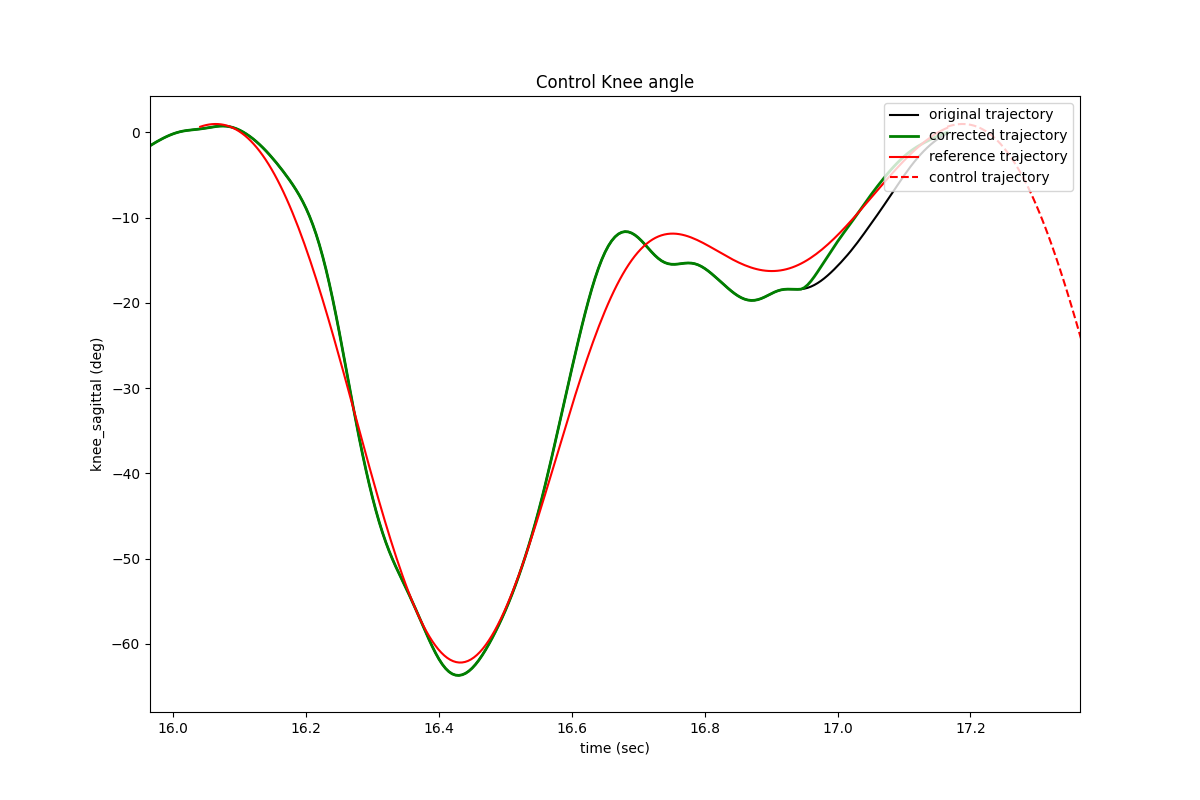 Control Knee angle
original trajectory
corrected trajectory
reference trajectory
control trajectory
0
−10
−20
−30
−40
−50
−60
knee_sagittal (deg)
16.0 16.2 16.4 16.6 16.8 17.0 17.2
time (sec)